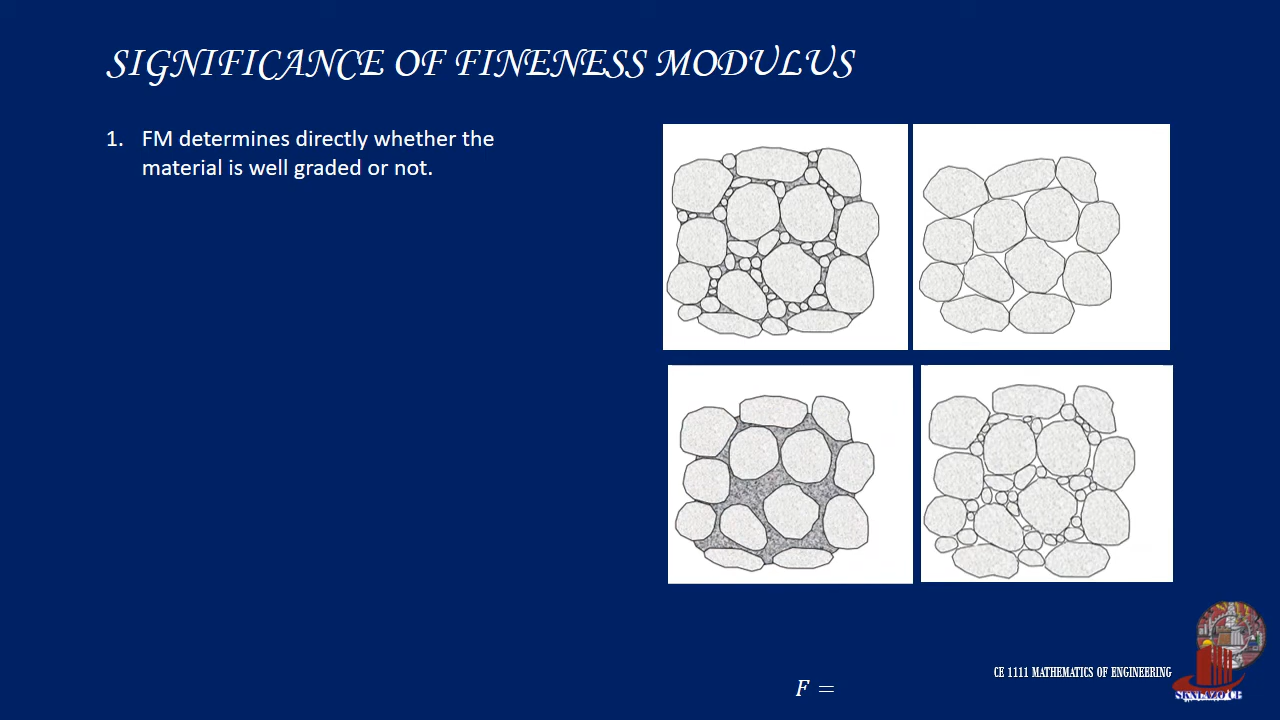 SIGNIFICANCE OF FINENESS MODULUS
1. FM determines directly whether the
material is well graded or not.
CE 1111 MATHEMATICS OF ENGINEERING
F =